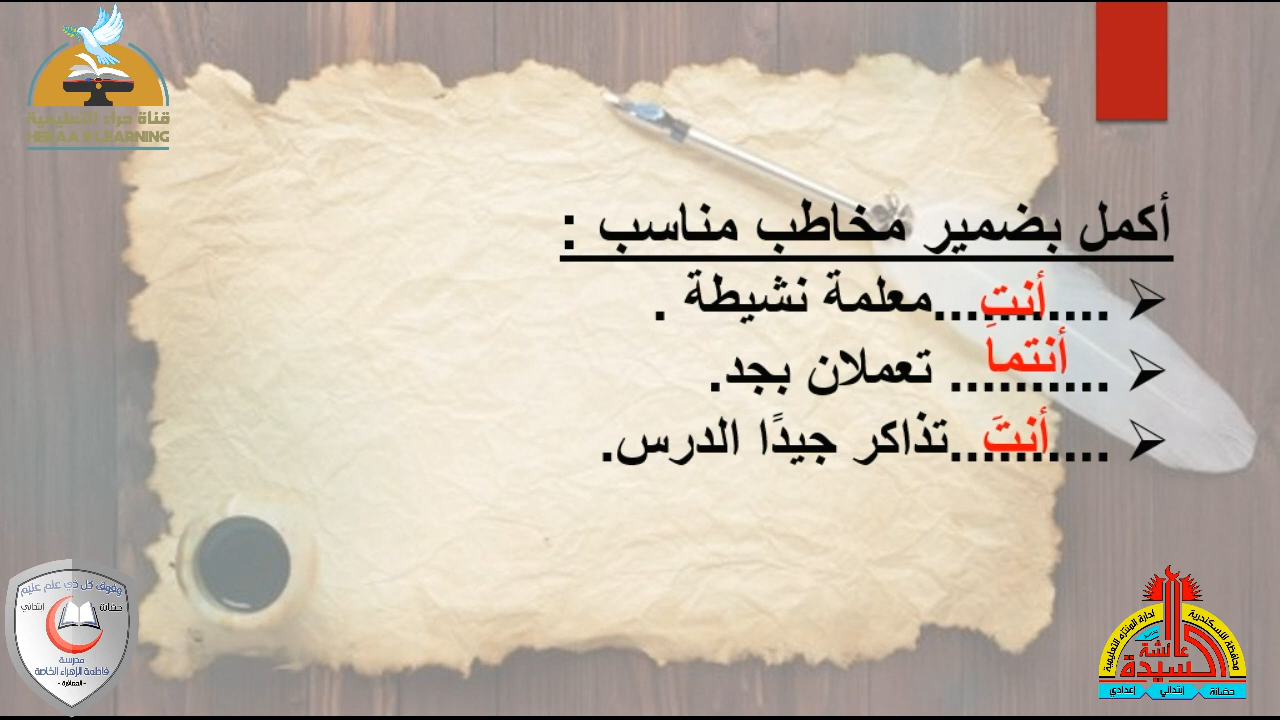 قناة حراء التعليمية
HERAA E-LEARNING
أكمل بضمير مخاطب مناسب :
..........أنتِ معلمة نشيطة .
.......... أنتما تعملان بجد.
..........أنتَ تذاكر جيدًا الدرس.
وفوق كل ذي علم عليم
حضانة ابتدائي
مدرسة
فاطمة الزهراء الخاصة
محافظة الاسكندرية ادارة المنتزه التعليمية
السيدة عائشة
حضانة ابتدائي إعدادي